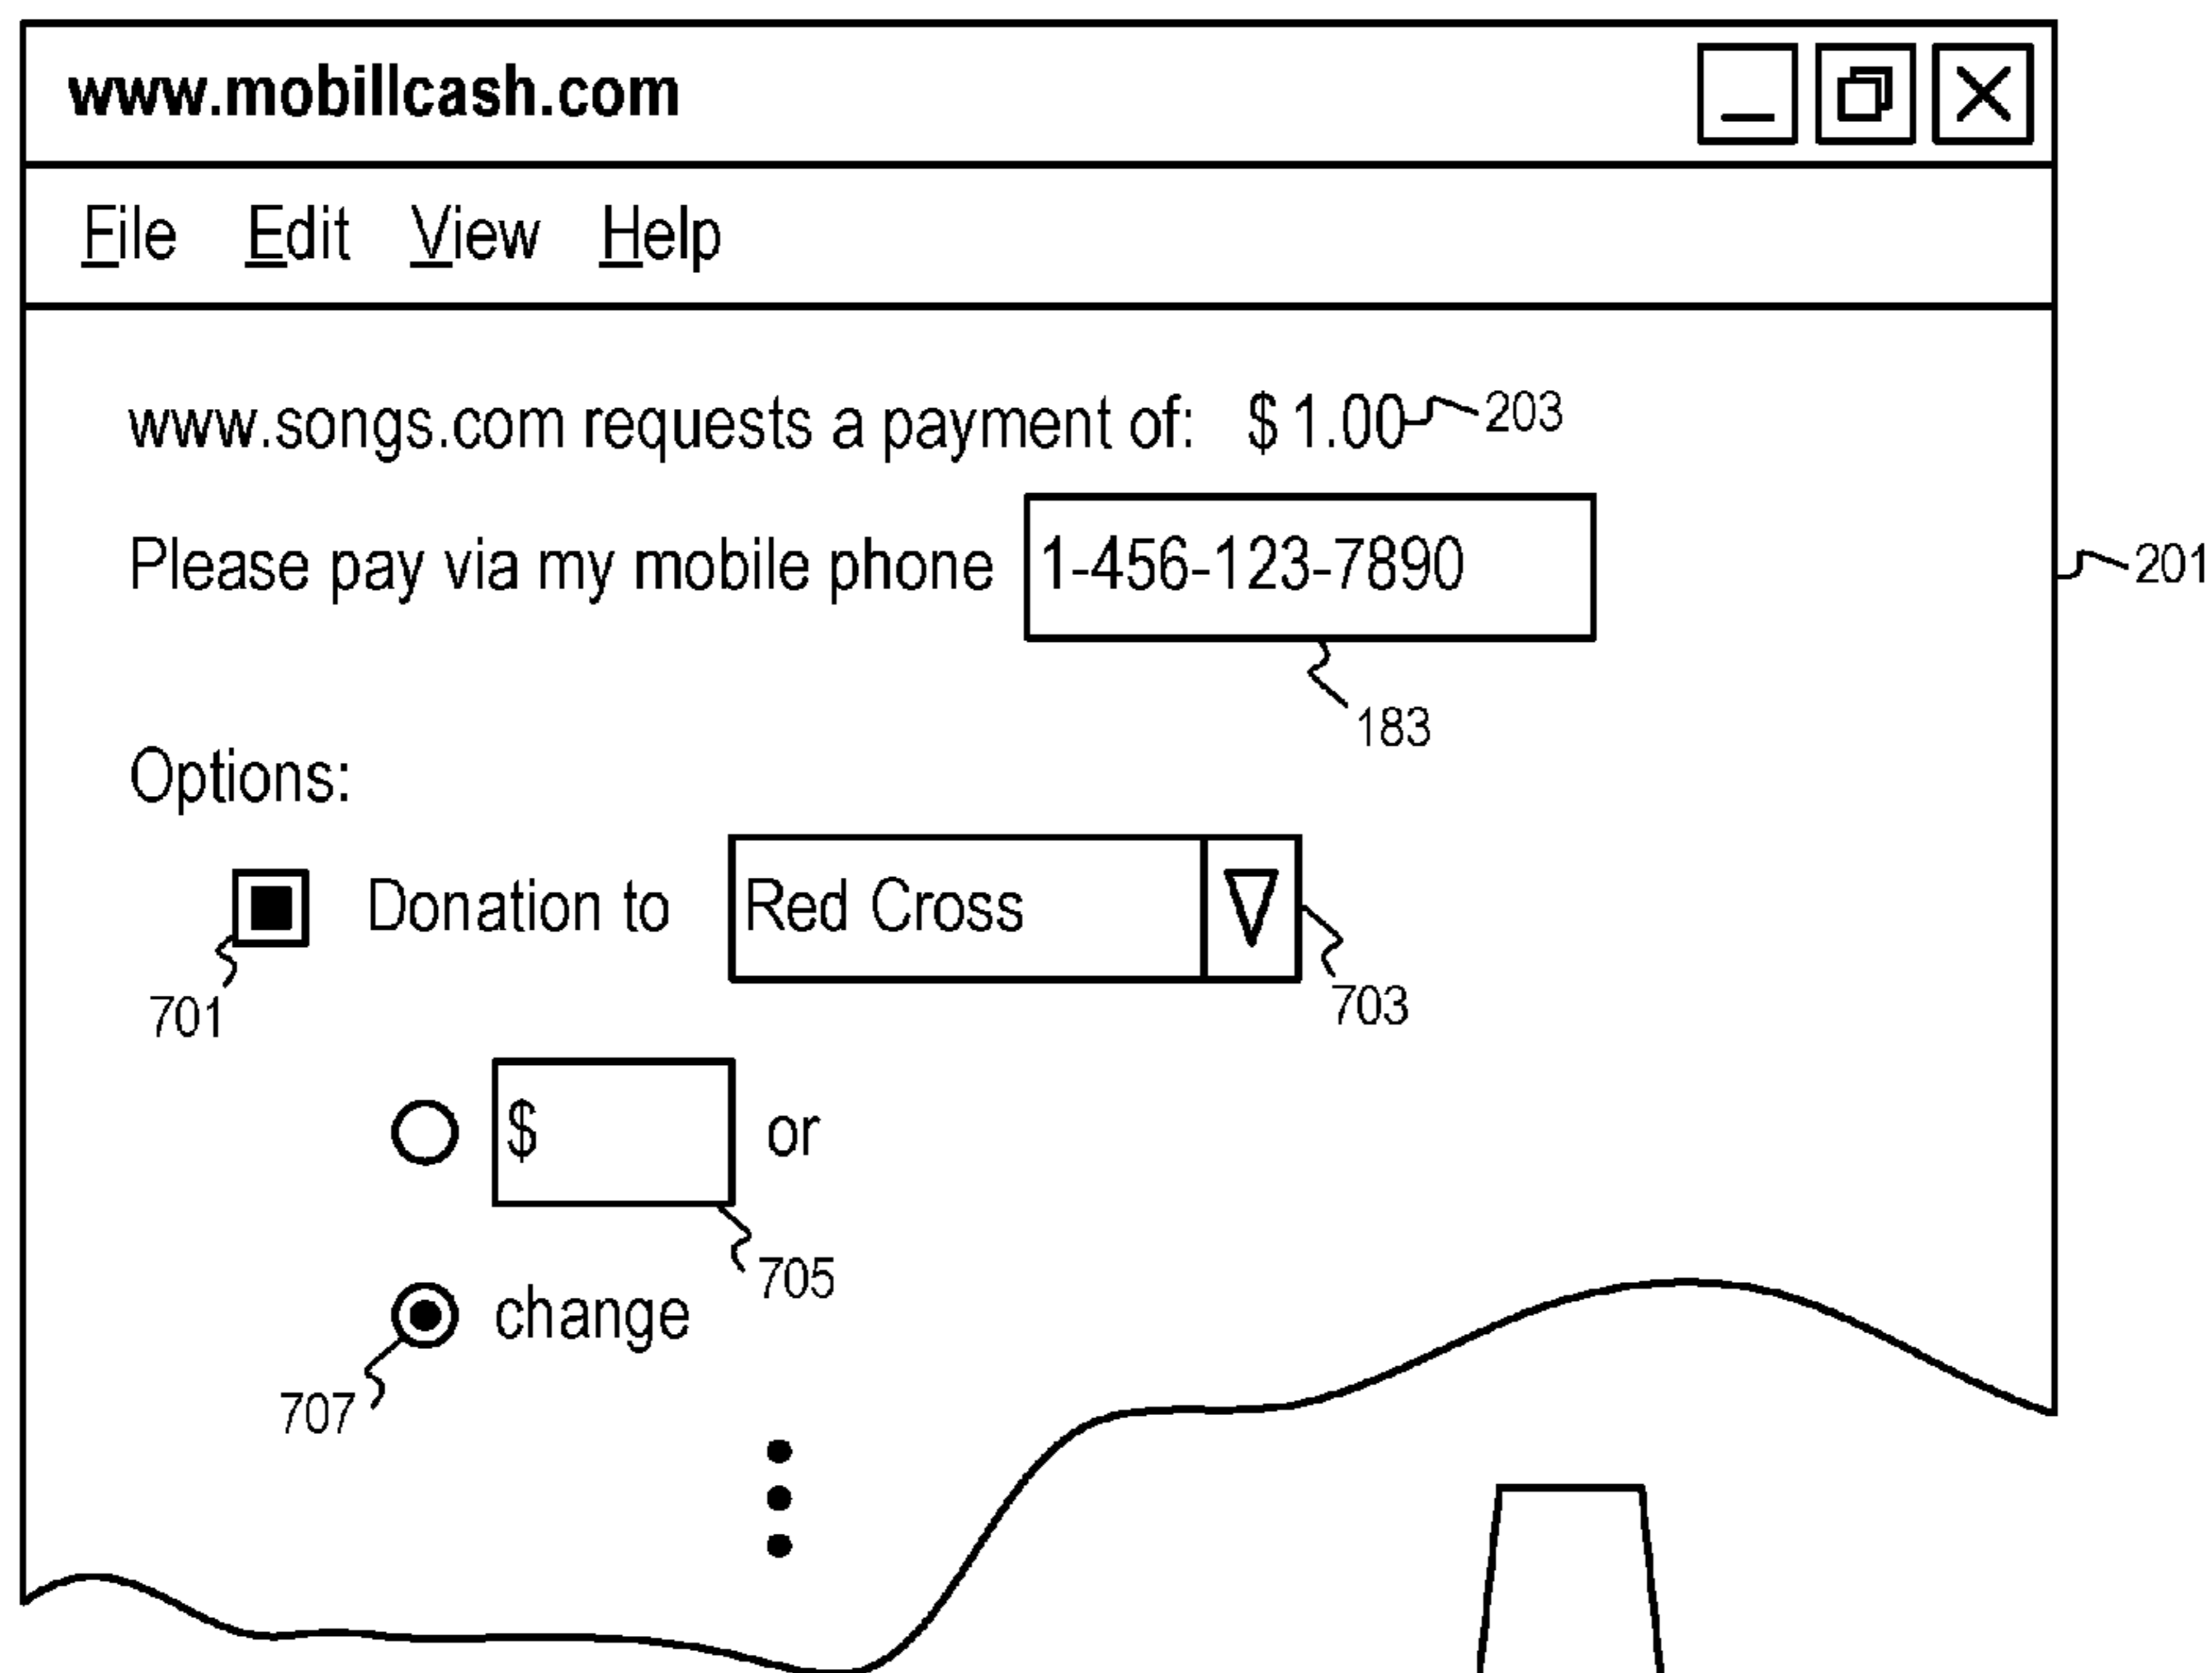 www.mobillcash.com
File Edit View Help
www.songs.com requests a payment of: $1.00 203
Please pay via my mobile phone 1-456-123-7890
201
183
Options:
Donation to Red Cross
701
703
$ or
705
change
707